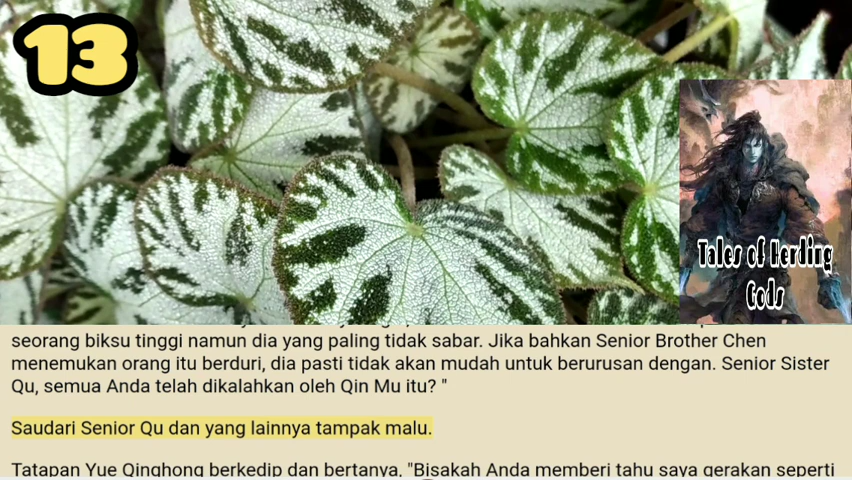 13
Tales of Herding
Gods
seorang biksu tinggi namun dia yang paling tidak sabar. Jika bahkan Senior Brother Chen
menemukan orang itu berduri, dia pasti tidak akan mudah untuk berurusan dengan. Senior Sister
Qu, semua Anda telah dikalahkan oleh Qin Mu itu? "
Saudari Senior Qu dan yang lainnya tampak malu.
Tatapan Yue Qinghong berkedip dan bertanya, "Bisakah Anda memberi tahu saya gerakan seperti